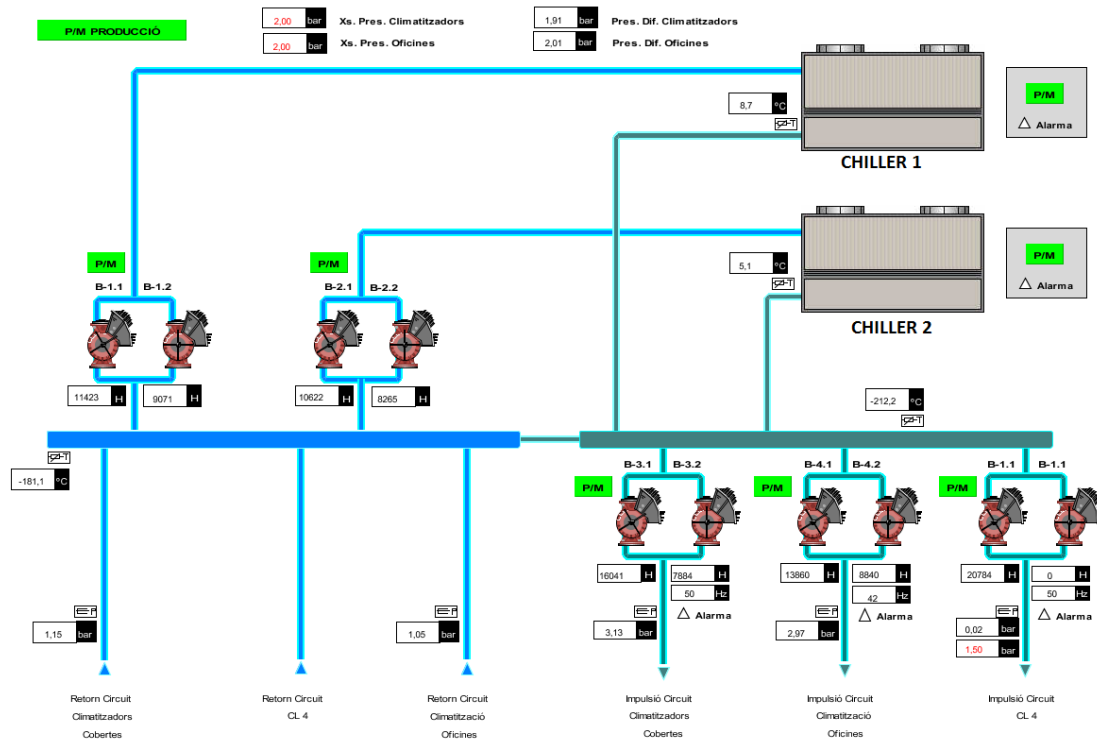 P/M PRODUCCIÓ
2,00 bar Xs. Pres. Climatitzadors
1,91 bar Pres. Dif. Climatitzadors
2,00 bar Xs. Pres. Oficines
2,01 bar Pres. Dif. Oficines
8,7 °C
T
P/M
Alarma
CHILLER 1
5,1 °C
T
P/M
Alarma
CHILLER 2
P/M
B-1.1 B-1.2
P/M
B-2.1 B-2.2
11423 H 9071 H
10622 H 8265 H
-212,2 °C
T
T
-181,1 °C
B-3.1 B-3.2
P/M
B-4.1 B-4.2
P/M
B-1.1 B-1.1
P/M
16041 H 7884 H
50 Hz
Alarma
13860 H 8840 H
42 Hz
Alarma
20784 H 0 H
50 Hz
Alarma
P
1,15 bar
P
1,05 bar
P
3,13 bar
P
2,97 bar
P
0,02 bar
1,50 bar
Retorn Circuit
Climatitzadors
Cobertes
Retorn Circuit
CL 4
Retorn Circuit
Climatització
Oficines
Impulsió Circuit
Climatitzadors
Cobertes
Impulsió Circuit
Climatització
Oficines
Impulsió Circuit
CL 4